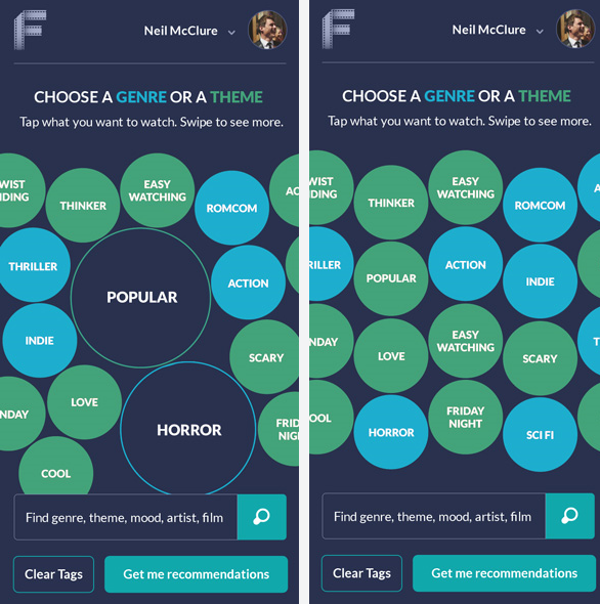 F
Neil McClure
CHOOSE A GENRE OR A THEME
Tap what you want to watch. Swipe to see more.
WIST
DING
THINKER
EASY
WATCHING
ROMCOM
AC
THRILLER
POPULAR
ACTION
INDIE
SCARY
NDAY
LOVE
HORROR
FRID
NIG
COOL
Find genre, theme, mood, artist, film
Clear Tags
Get me recommendations
F
Neil McClure
CHOOSE A GENRE OR A THEME
Tap what you want to watch. Swipe to see more.
WIST
DING
THINKER
EASY
WATCHING
ROMCOM
A
RILLER
POPULAR
ACTION
INDIE
NDAY
LOVE
EASY
WATCHING
SCARY
T
OOL
HORROR
FRIDAY
NIGHT
SCI FI
Find genre, theme, mood, artist, film
Clear Tags
Get me recommendations